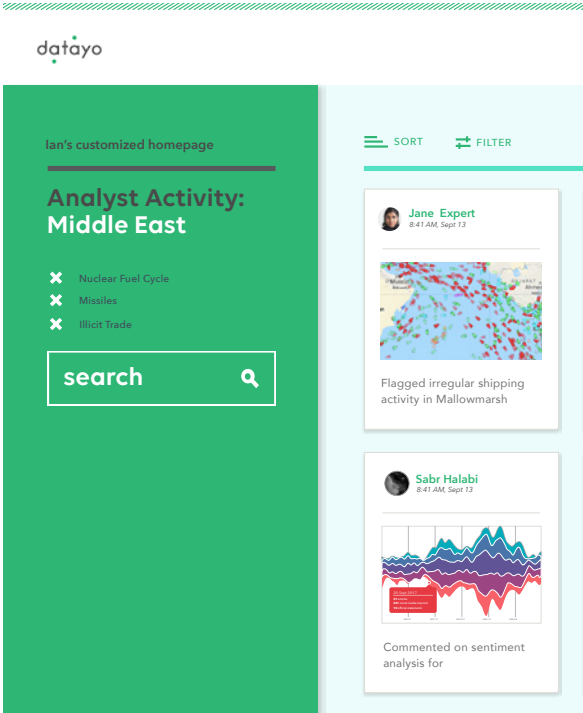 datayo
Ian's customized homepage
Analyst Activity:
Middle East
Nuclear Fuel Cycle
Missiles
Illicit Trade
search
SORT
FILTER
Jane Expert
8:41 AM, Sept 13
Flagged irregular shipping
activity in Mallowmarsh
Sabr Halabi
8:41 AM, Sept 13
Commented on sentiment
analysis for